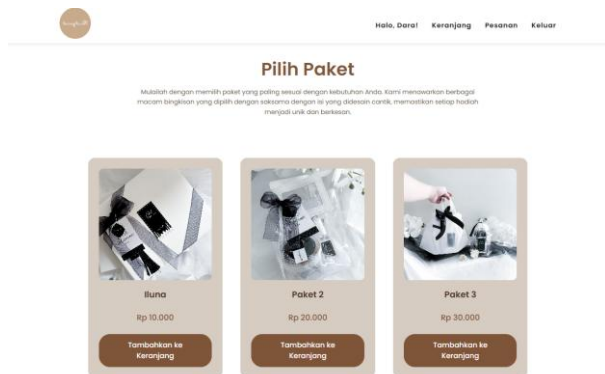 Halo, Dara! Keranjang Pesanan Keluar
Pilih Paket
Mulailah dengan memilih paket yang paling sesuai dengan kebutuhan Anda. Kami menawarkan berbagai
macam bingkisan yang dipilih dengan saksama dengan isi yang didesain cantik, memastikan setiap hadiah
menjadi unik dan berkesan.
Iluna
Paket 2
Paket 3
Rp 10.000
Rp 20.000
Rp 30.000
Tambahkan ke
Keranjang
Tambahkan ke
Keranjang
Tambahkan ke
Keranjang